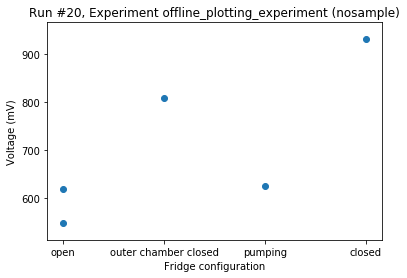 Run #20, Experiment offline_plotting_experiment (nosample)
Voltage (mV)
900
800
700
600
open
outer chamber closed
pumping
closed
Fridge configuration